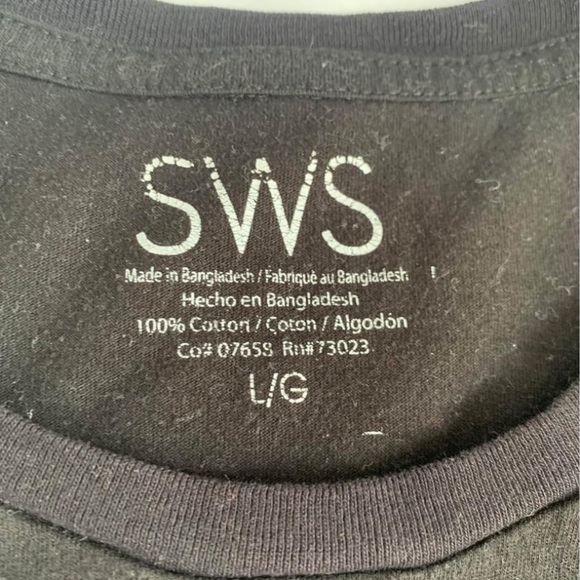 SWS
Made in Bangladesh / Fabriqué au Bangladesh
Hecho en Bangladesh
100% Cotton / Coton / Algodón
Co# 07658 Rn#73023
L/G